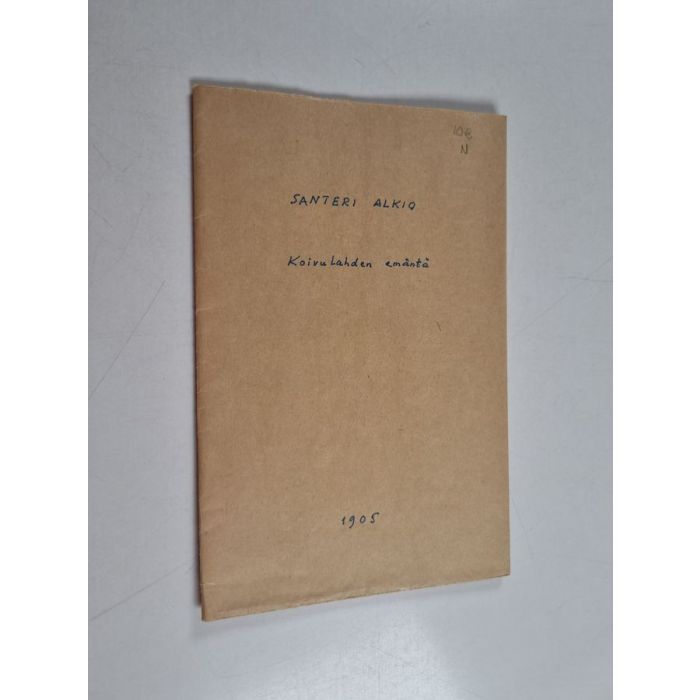 10€
N
SANTERI ALKIO
Koivulahden emäntä
1905